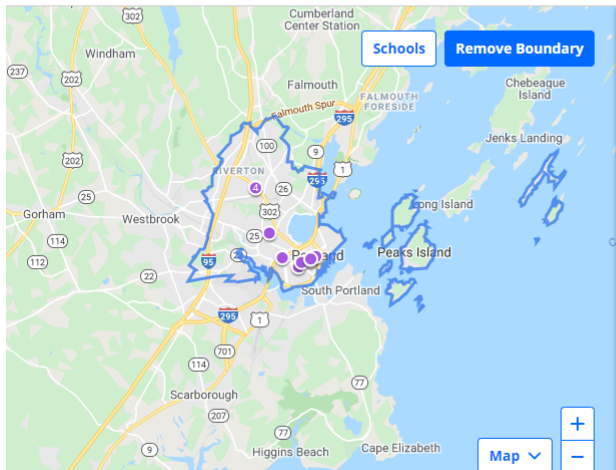 302
Cumberland
Center Station
Windham
Schools
Remove Boundary
237
202
Falmouth
Chebeague
Island
FALMOUTH
FORESIDE
Falmouth Spur
295
100
9
Jenks Landing
202
1
RIVERTON
295
4
26
25
Long Island
Gorham
Westbrook
302
25
114
112
95
Peaks Island
22
South Portland
295
1
701
114
77
Scarborough
207
77
9
Higgins Beach
Cape Elizabeth
Map
+
−